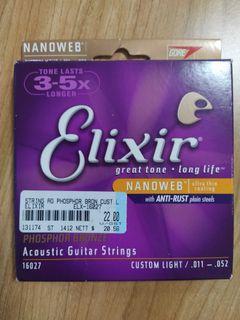 NANOWEB
GORE
TONE LASTS
3-5x
LONGER
Elixir
great tone • long life
NANOWEB
ultra thin
coating
with ANTI-RUST plain steels
STRING AG PHOSPHOR BRON CUST L
ELIXIR ELX-16027
22.00
131174 ST 1412 NETT $ 20.56
PHOSPHOR BRONZE
Acoustic Guitar Strings
16027
CUSTOM LIGHT / .011 - .052